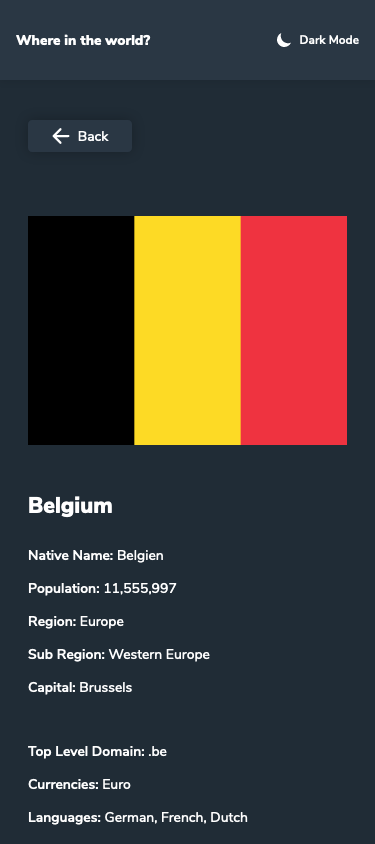 Where in the world?
Dark Mode
Back
Belgium
Native Name: Belgien
Population: 11,555,997
Region: Europe
Sub Region: Western Europe
Capital: Brussels
Top Level Domain: .be
Currencies: Euro
Languages: German, French, Dutch